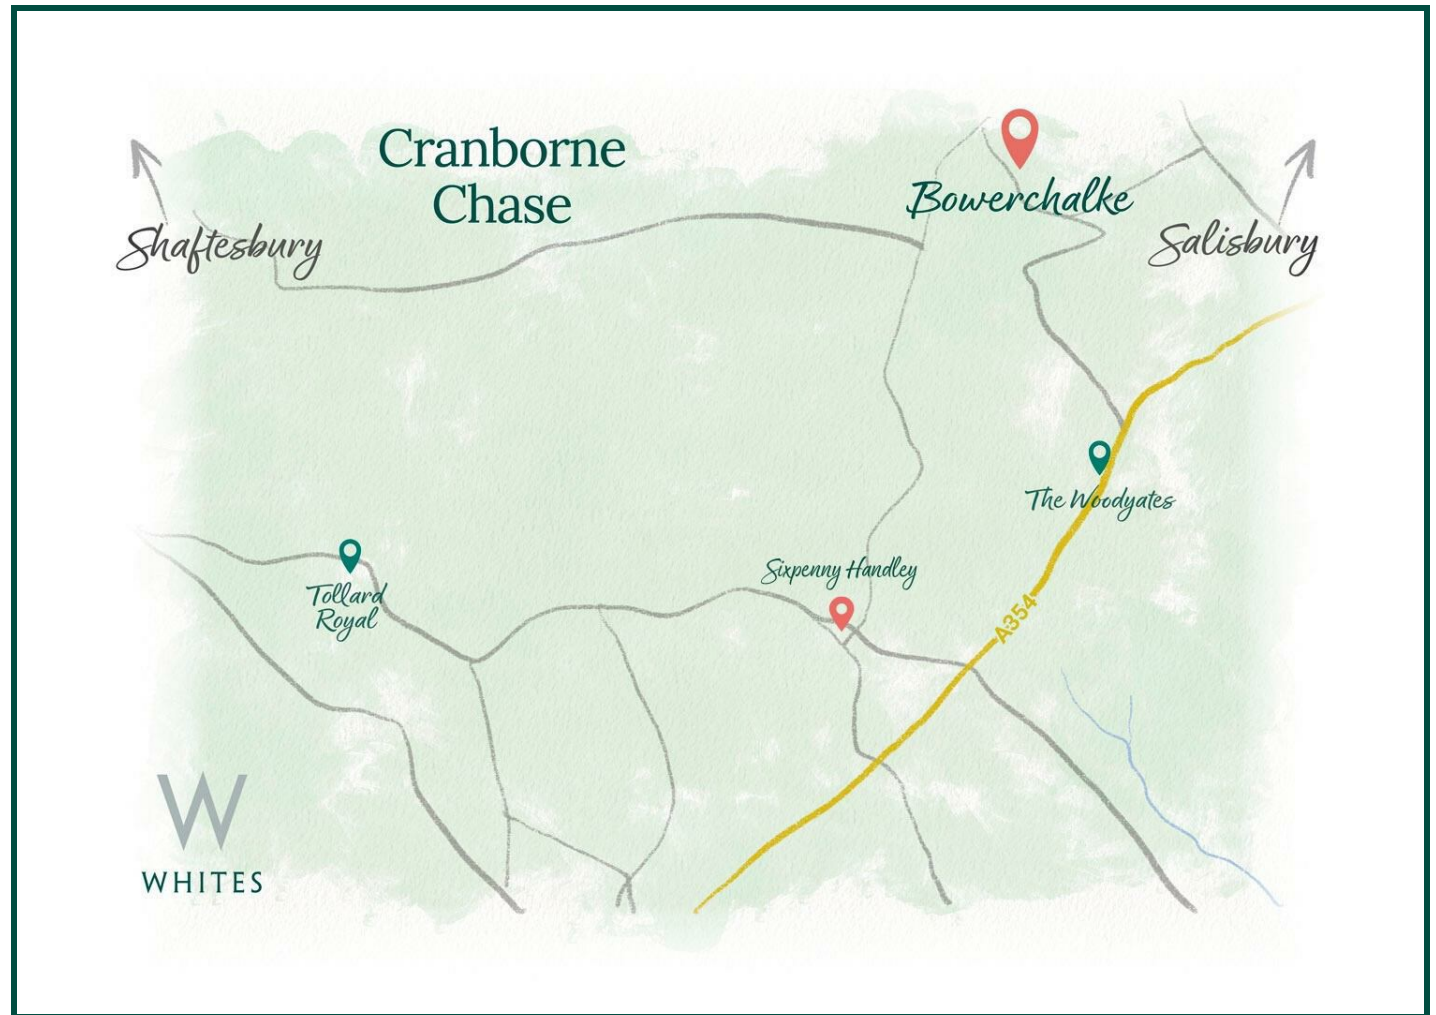 Cranborne
Chase
Bowerchalke
Shaftesbury
Salisbury
The Woodyates
Sixpenny Handley
Tollard
Royal
A354
W
WHITES